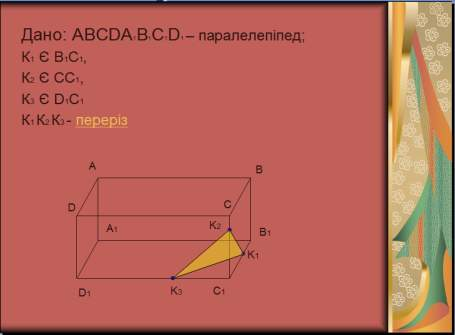 Дано: ABCDA₁B₁C₁D₁ – паралелепіпед;
K₁ Є B₁C₁,
K₂ Є CC₁,
K₃ Є D₁C₁
K₁K₂K₃ - переріз
A
B
D
C
K₂
A₁
B₁
K₁
D₁
K₃
C₁